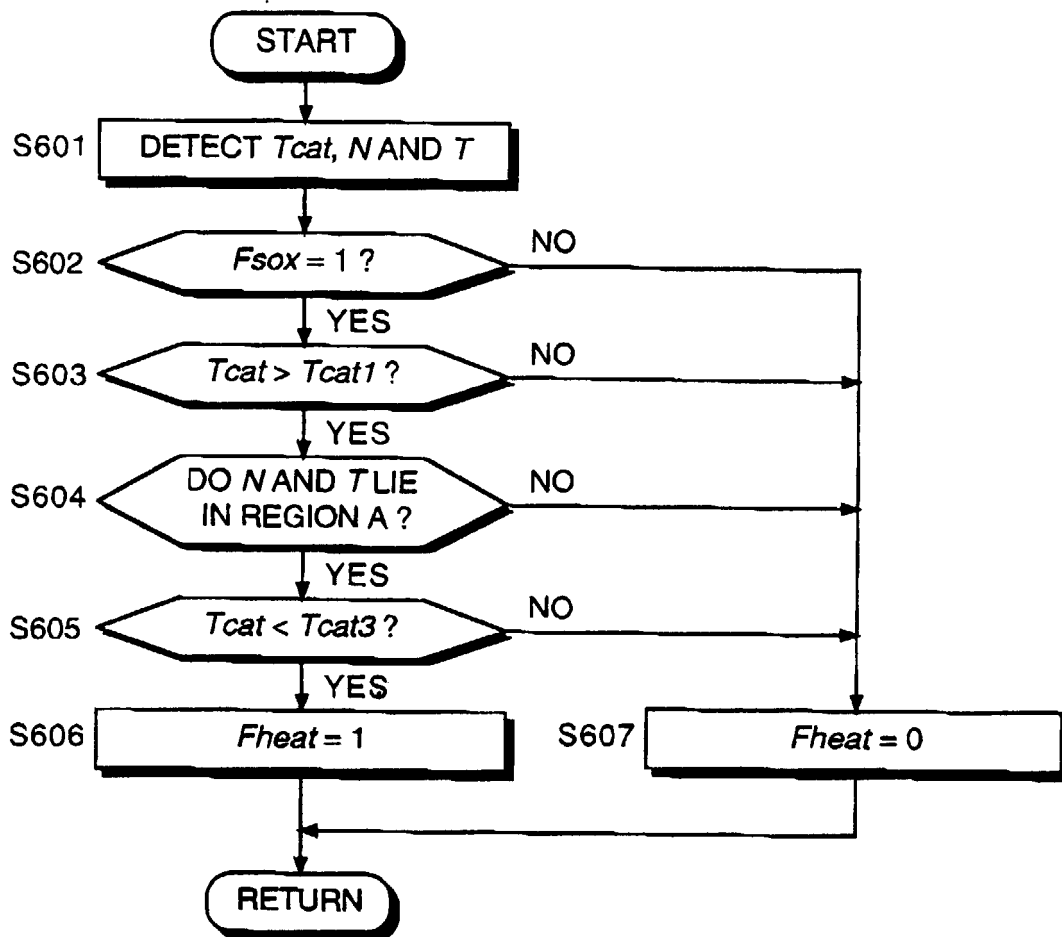 START
S601
DETECT Tcat, N AND T
S602
Fsox = 1 ?
NO
YES
S603
Tcat > Tcat1 ?
NO
YES
S604
DO N AND T LIE
IN REGION A ?
NO
YES
S605
Tcat < Tcat3 ?
NO
YES
S606
Fheat = 1
S607
Fheat = 0
RETURN